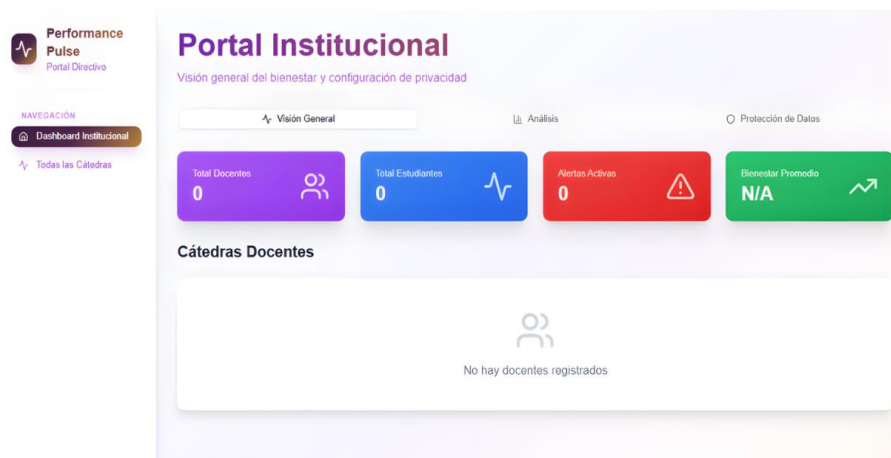 Performance
Pulse
Portal Directivo
NAVEGACIÓN
Dashboard Institucional
Todas las Cátedras
Portal Institucional
Visión general del bienestar y configuración de privacidad
Visión General
Análisis
Protección de Datos
Total Docentes
0
Total Estudiantes
0
Alertas Activas
0
Bienestar Promedio
N/A
Cátedras Docentes
No hay docentes registrados